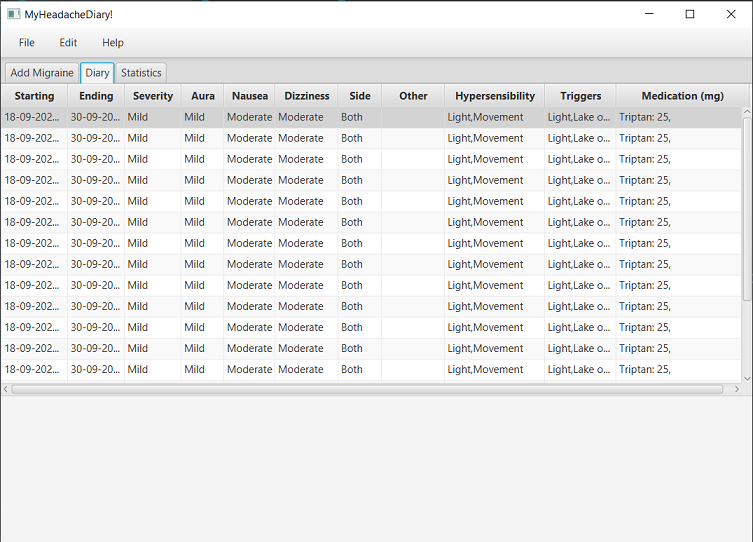 MyHeadacheDiary!
File Edit Help
Add Migraine Diary Statistics
Starting Ending Severity Aura Nausea Dizziness Side Other Hypersensibility Triggers Medication (mg)
18-09-202... 30-09-20... Mild Mild Moderate Moderate Both Light,Movement Light,Lake o... Triptan: 25,
18-09-202... 30-09-20... Mild Mild Moderate Moderate Both Light,Movement Light,Lake o... Triptan: 25,
18-09-202... 30-09-20... Mild Mild Moderate Moderate Both Light,Movement Light,Lake o... Triptan: 25,
18-09-202... 30-09-20... Mild Mild Moderate Moderate Both Light,Movement Light,Lake o... Triptan: 25,
18-09-202... 30-09-20... Mild Mild Moderate Moderate Both Light,Movement Light,Lake o... Triptan: 25,
18-09-202... 30-09-20... Mild Mild Moderate Moderate Both Light,Movement Light,Lake o... Triptan: 25,
18-09-202... 30-09-20... Mild Mild Moderate Moderate Both Light,Movement Light,Lake o... Triptan: 25,
18-09-202... 30-09-20... Mild Mild Moderate Moderate Both Light,Movement Light,Lake o... Triptan: 25,
18-09-202... 30-09-20... Mild Mild Moderate Moderate Both Light,Movement Light,Lake o... Triptan: 25,
18-09-202... 30-09-20... Mild Mild Moderate Moderate Both Light,Movement Light,Lake o... Triptan: 25,
18-09-202... 30-09-20... Mild Mild Moderate Moderate Both Light,Movement Light,Lake o... Triptan: 25,
18-09-202... 30-09-20... Mild Mild Moderate Moderate Both Light,Movement Light,Lake o... Triptan: 25,
18-09-202... 30-09-20... Mild Mild Moderate Moderate Both Light,Movement Light,Lake o... Triptan: 25,